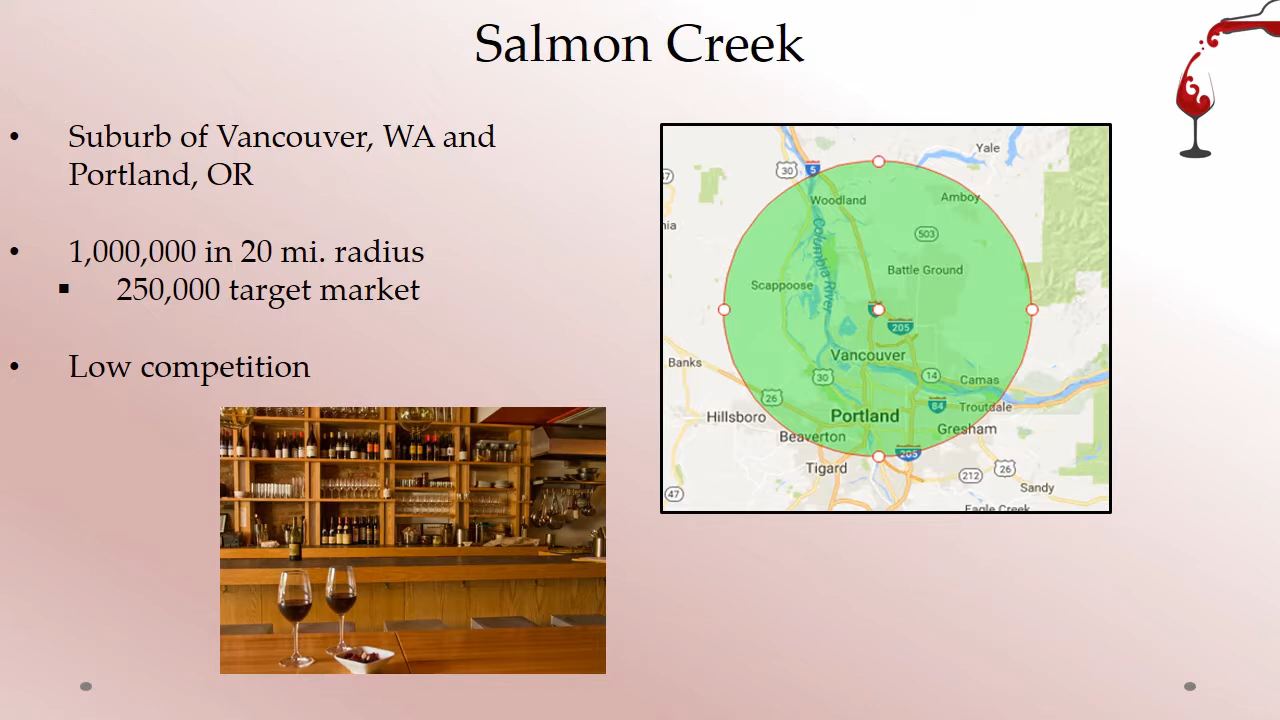 Salmon Creek
• Suburb of Vancouver, WA and
Portland, OR
• 1,000,000 in 20 mi. radius
▪ 250,000 target market
• Low competition
Yale
30
5
Woodland
Amboy
503
Battle Ground
Scappoose
Columbia River
205
Vancouver
Banks
30
14
Camas
26
84
Troutdale
Hillsboro
Portland
Beaverton
Gresham
205
Tigard
212
26
47
Sandy
Eagle Creek